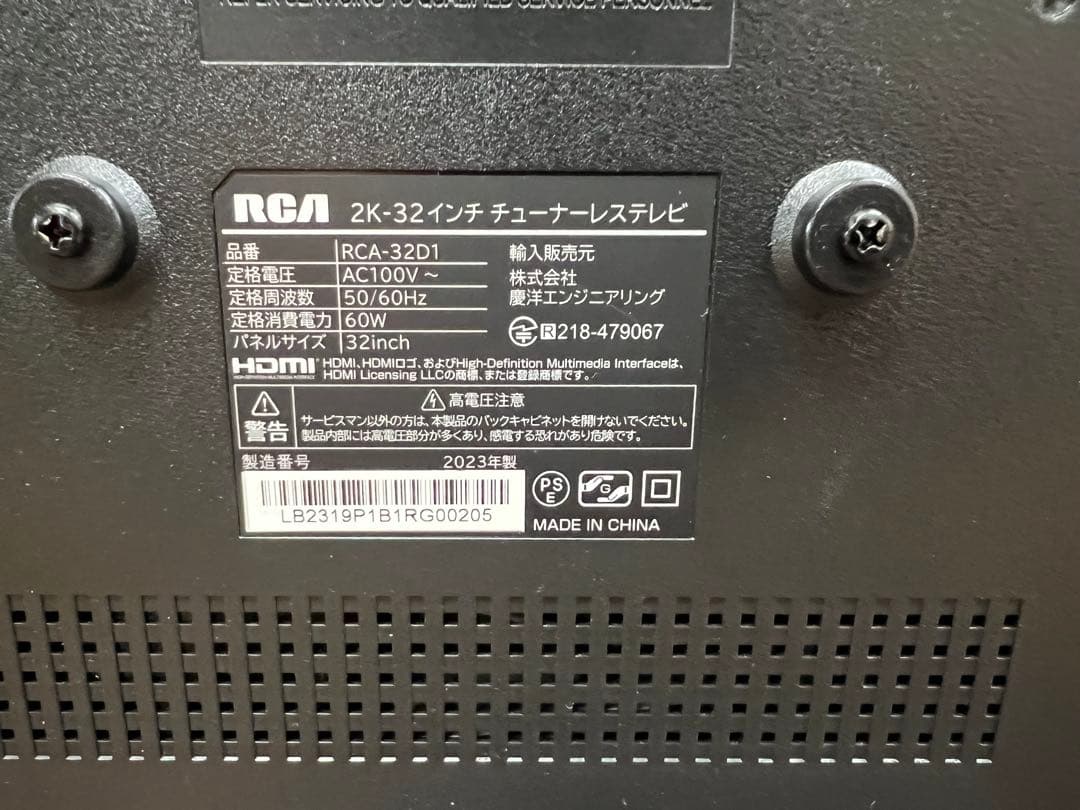 REFER SERVICING TO QUALIFIED SERVICE PERSONNEL
RCA 2K-32インチ チューナーレステレビ
品番 RCA-32D1
定格電圧 AC100V～
定格周波数 50/60Hz
定格消費電力 60W
パネルサイズ 32inch
輸入販売元
株式会社
慶洋エンジニアリング
R 218-479067
HDMI HDMI、HDMIロゴ、およびHigh-Definition Multimedia Interfaceは、
HDMI Licensing LLCの商標、または登録商標です。
警告
高電圧注意
サービスマン以外の方は、本製品のバックキャビネットを開けないでください。
製品内部には高電圧部分が多くあり、感電する恐れがあり危険です。
製造番号 2023年製
LB2319P1B1RG00205
PS
E
G
MADE IN CHINA